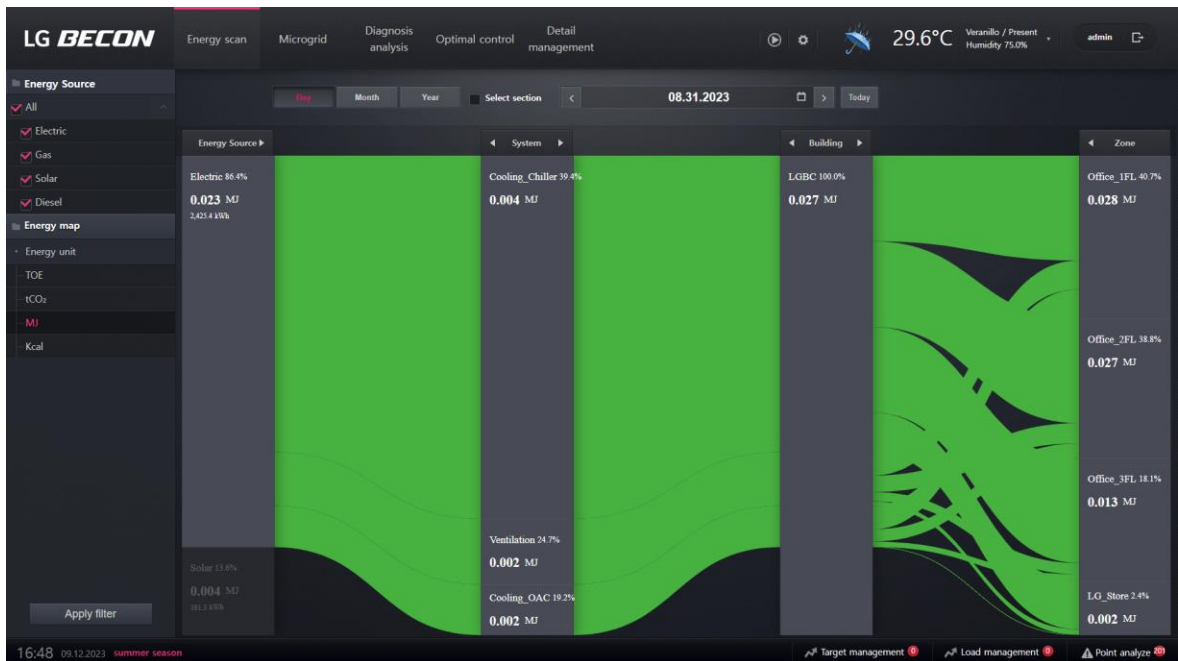 LG BECON
Energy scan
Microgrid
Diagnosis
analysis
Optimal control
Detail
management
29.6°C
Veranillo / Present
Humidity 75.0%
admin
Energy Source
All
Electric
Gas
Solar
Diesel
Energy map
Energy unit
TOE
tCO₂
MJ
Kcal
Apply filter
Day
Month
Year
Select section
<
08.31.2023
>
Today
Energy Source
System
Building
Zone
Electric 86.4%
0.023 MJ
2,425.4 kWh
Solar 13.6%
0.004 MJ
Cooling_Chiller 39.4%
0.004 MJ
Ventilation 24.7%
0.002 MJ
Cooling_OAC 19.2%
0.002 MJ
LGBC 100.0%
0.027 MJ
Office_1FL 40.7%
0.028 MJ
Office_2FL 38.8%
0.027 MJ
Office_3FL 18.1%
0.013 MJ
LG_Store 2.4%
0.002 MJ
16:48 09.12.2023 summer season
Target management 0
Load management 0
Point analyze 201